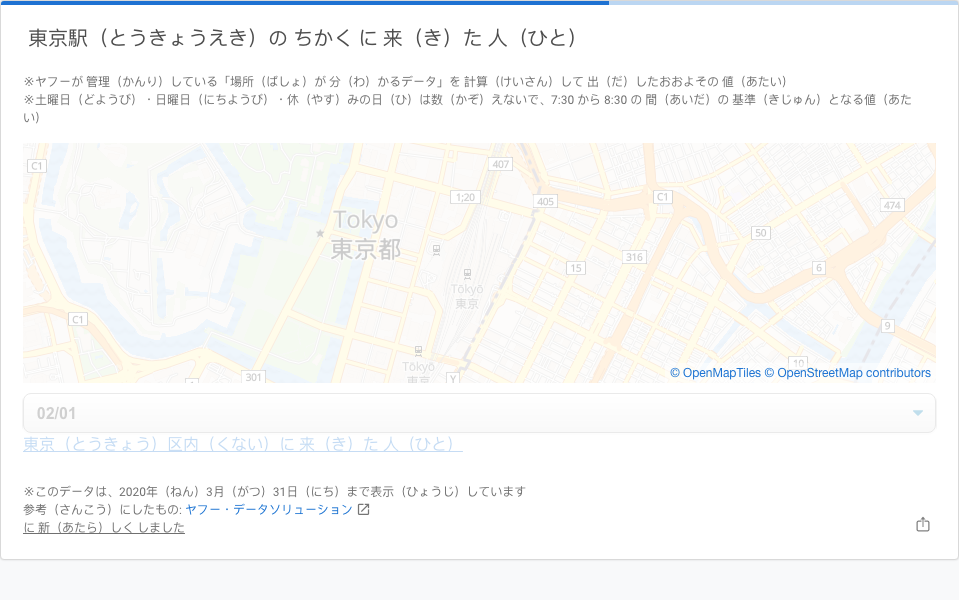 東京駅（とうきょうえき）の ちかく に 来（き）た 人（ひと）
※ヤフーが 管理（かんり）している「場所（ばしょ）が 分（わ）かるデータ」を 計算（けいさん）して 出（だ）したおおよその 値（あたい）
※土曜日（どようび）・日曜日（にちようび）・休（やす）みの日（ひ）は数（かぞ）えないで、7:30 から 8:30 の 間（あいだ）の 基準（きじゅん）となる値（あた
い）
C1
407
1;20
405
C1
474
Tokyo
東京都
50
316
15
6
Tōkyō
東京
C1
9
Tōkyō
東京
10
301
Y
© OpenMapTiles © OpenStreetMap contributors
02/01
東京（とうきょう）区内（くない）に 来（き）た 人（ひと）
※このデータは、2020年（ねん）3月（がつ）31日（にち）まで表示（ひょうじ）しています
参考（さんこう）にしたもの: ヤフー・データソリューション
に 新（あたら）しく しました